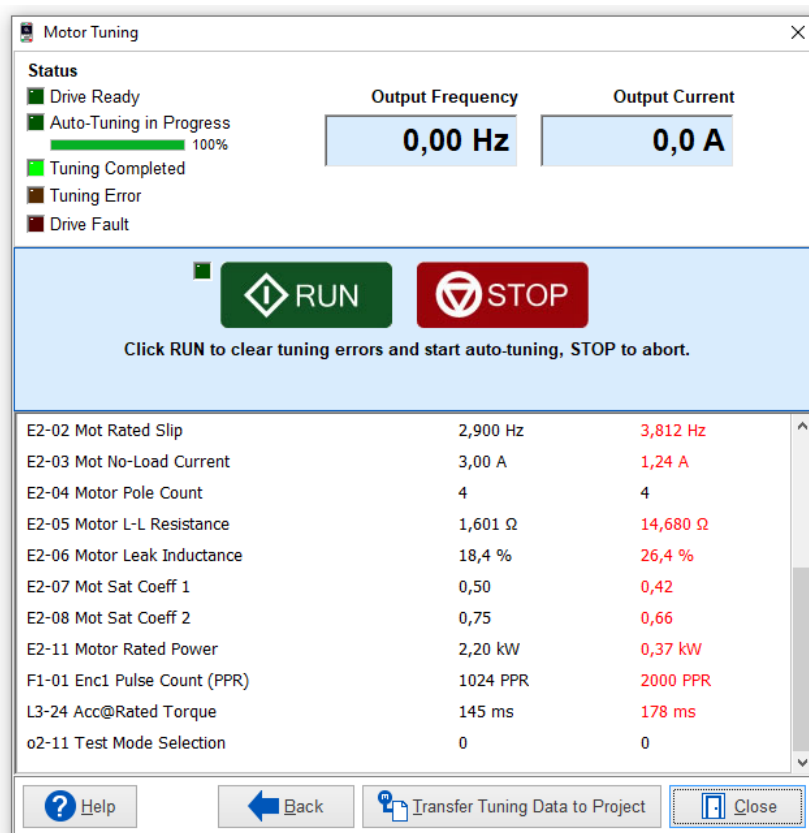 Motor Tuning
Status
Drive Ready
Auto-Tuning in Progress
100%
Tuning Completed
Tuning Error
Drive Fault
Output Frequency
0,00 Hz
Output Current
0,0 A
RUN
STOP
Click RUN to clear tuning errors and start auto-tuning, STOP to abort.
E2-02 Mot Rated Slip 2,900 Hz 3,812 Hz
E2-03 Mot No-Load Current 3,00 A 1,24 A
E2-04 Motor Pole Count 4 4
E2-05 Motor L-L Resistance 1,601 Ω 14,680 Ω
E2-06 Motor Leak Inductance 18,4 % 26,4 %
E2-07 Mot Sat Coeff 1 0,50 0,42
E2-08 Mot Sat Coeff 2 0,75 0,66
E2-11 Motor Rated Power 2,20 kW 0,37 kW
F1-01 Enc1 Pulse Count (PPR) 1024 PPR 2000 PPR
L3-24 Acc@Rated Torque 145 ms 178 ms
o2-11 Test Mode Selection 0 0
Help
Back
Transfer Tuning Data to Project
Close